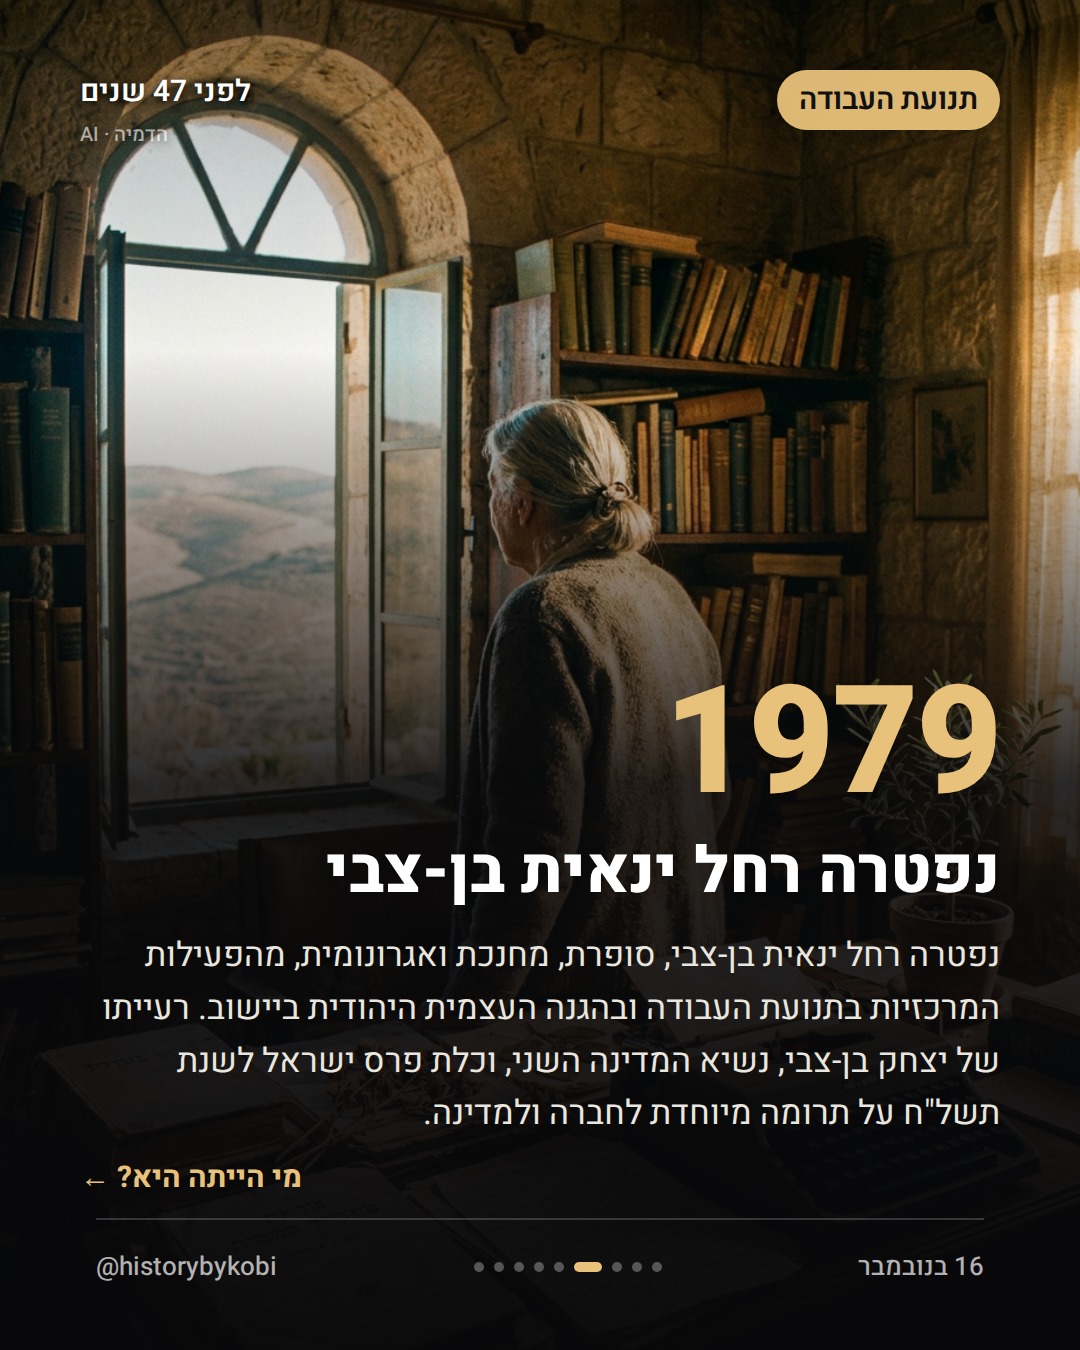 תנועת העבודה
לפני 47 שנים
הדמיה · AI
1979
נפטרה רחל ינאית בן-צבי
נפטרה רחל ינאית בן-צבי, סופרת, מחנכת ואגרונומית, מהפעילות
המרכזיות בתנועת העבודה ובהגנה העצמית היהודית ביישוב. רעייתו
של יצחק בן-צבי, נשיא המדינה השני, וכלת פרס ישראל לשנת
תשל"ח על תרומה מיוחדת לחברה ולמדינה.
מי הייתה היא? ←
16 בנובמבר
@historybykobi